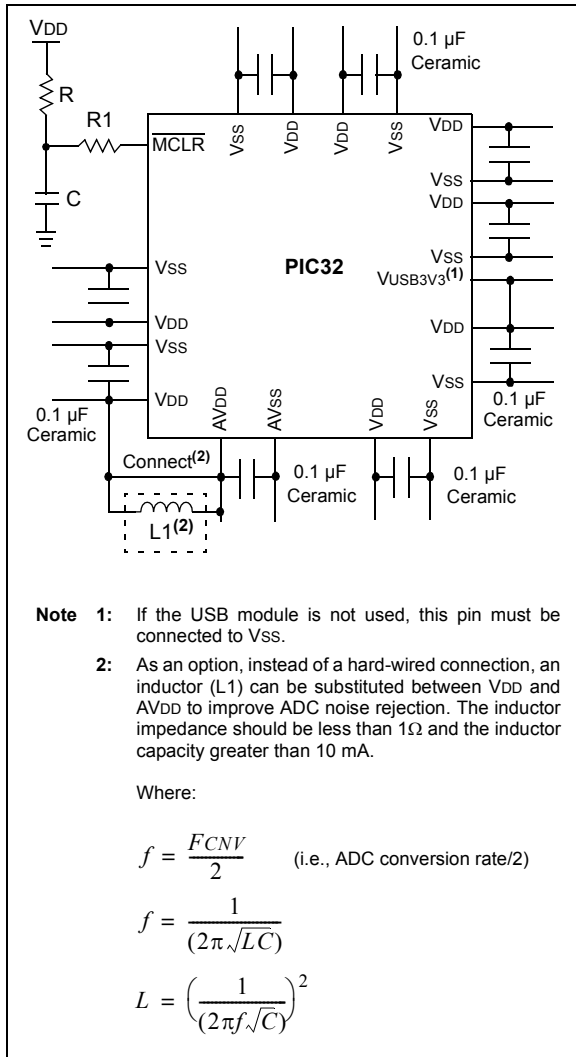 VDD
R
R1
C
MCLR
0.1 µF
Ceramic
VSS
VDD
VDD
VSS
VDD
VSS
VDD
VSS
VUSB3V3(1)
VDD
VSS
PIC32
VSS
VDD
VSS
VDD
0.1 µF
Ceramic
AVDD
AVSS
VDD
VSS
0.1 µF
Ceramic
Connect(2)
L1(2)
0.1 µF
Ceramic
0.1 µF
Ceramic
Note 1: If the USB module is not used, this pin must be
connected to VSS.
2: As an option, instead of a hard-wired connection, an
inductor (L1) can be substituted between VDD and
AVDD to improve ADC noise rejection. The inductor
impedance should be less than 1Ω and the inductor
capacity greater than 10 mA.
Where:
f = FCNV / 2 (i.e., ADC conversion rate/2)
f = 1 / (2π√LC)
L = (1 / (2πf√C))²